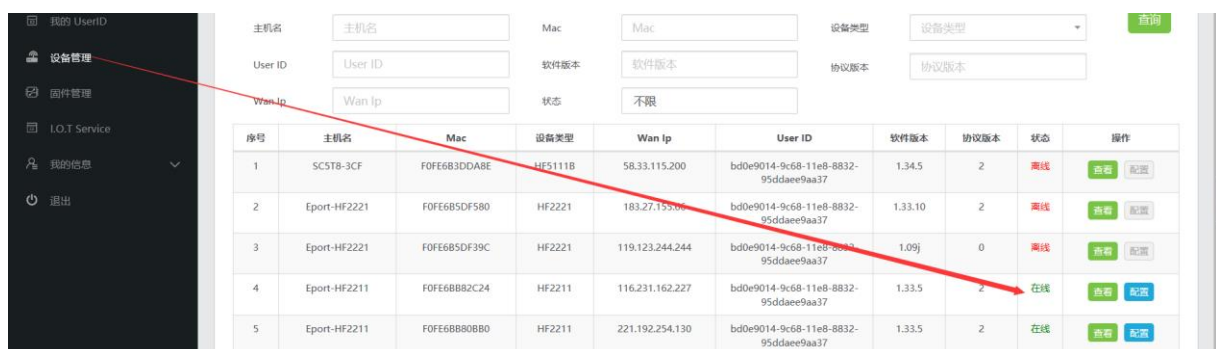 我的 UserID
设备管理
固件管理
I.O.T Service
我的信息
退出
主机名 主机名 Mac Mac 设备类型 设备类型 查询
User ID User ID 软件版本 软件版本 协议版本 协议版本
Wan Ip Wan Ip 状态 不限
序号 主机名 Mac 设备类型 Wan Ip User ID 软件版本 协议版本 状态 操作
1 SC5T8-3CF F0FE6B3DDA8E HF5111B 58.33.115.200 bd0e9014-9c68-11e8-8832- 1.34.5 2 离线 查看 配置
95ddaee9aa37
2 Eport-HF2221 F0FE6B5DF580 HF2221 bd0e9014-9c68-11e8-8832- 1.33.10 2 离线 查看 配置
95ddaee9aa37
3 Eport-HF2221 F0FE6B5DF39C HF2221 119.123.244.244 bd0e9014-9c68-11e8-8832- 1.09j 0 离线 查看 配置
95ddaee9aa37
4 Eport-HF2211 F0FE6BB82C24 HF2211 116.231.162.227 bd0e9014-9c68-11e8-8832- 1.33.5 2 在线 查看 配置
95ddaee9aa37
5 Eport-HF2211 F0FE6BB80BB0 HF2211 221.192.254.130 bd0e9014-9c68-11e8-8832- 1.33.5 2 在线 查看 配置
95ddaee9aa37